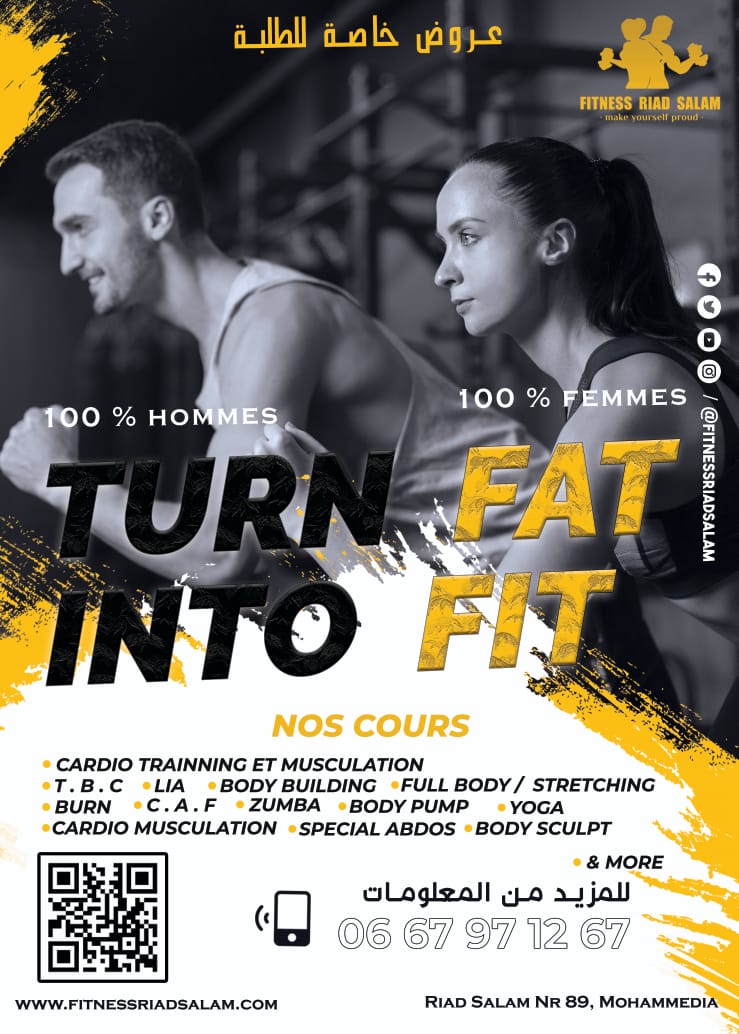 عروض خاصة للطلبة
FITNESS RIAD SALAM
- make yourself proud -
100 % HOMMES
100 % FEMMES
/ @FITNESSRIADSALAM
TURN FAT
INTO FIT
NOS COURS
• CARDIO TRAINNING ET MUSCULATION
• T . B . C • LIA • BODY BUILDING • FULL BODY / STRETCHING
• BURN • C . A . F • ZUMBA • BODY PUMP • YOGA
• CARDIO MUSCULATION • SPECIAL ABDOS • BODY SCULPT
• & MORE
للمزيد من المعلومات
06 67 97 12 67
WWW.FITNESSRIADSALAM.COM
RIAD SALAM NR 89, MOHAMMEDIA